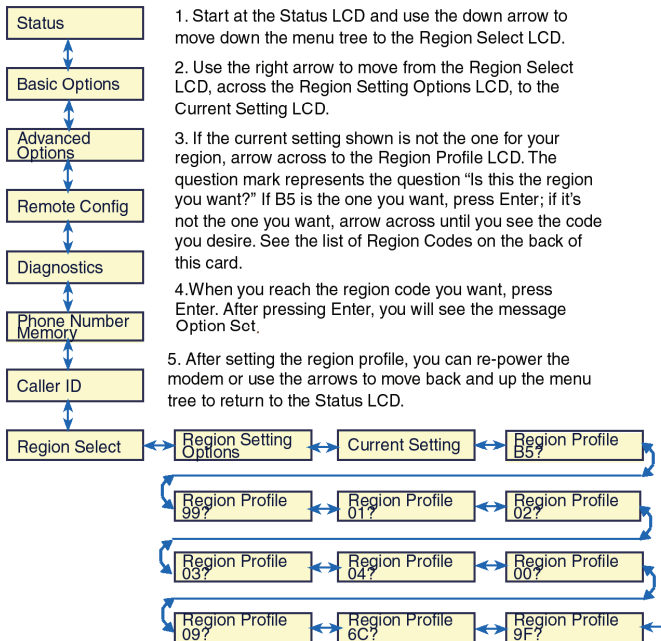 Status
Basic Options
Advanced
Options
Remote Config
Diagnostics
Phone Number
Memory
Caller ID
Region Select
1. Start at the Status LCD and use the down arrow to
move down the menu tree to the Region Select LCD.
2. Use the right arrow to move from the Region Select
LCD, across the Region Setting Options LCD, to the
Current Setting LCD.
3. If the current setting shown is not the one for your
region, arrow across to the Region Profile LCD. The
question mark represents the question “Is this the region
you want?” If B5 is the one you want, press Enter; if it’s
not the one you want, arrow across until you see the code
you desire. See the list of Region Codes on the back of
this card.
4.When you reach the region code you want, press
Enter. After pressing Enter, you will see the message
Option Set.
5. After setting the region profile, you can re-power the
modem or use the arrows to move back and up the menu
tree to return to the Status LCD.
Region Setting
Options
Current Setting
Region Profile
B5?
Region Profile
99?
Region Profile
01?
Region Profile
02?
Region Profile
03?
Region Profile
04?
Region Profile
00?
Region Profile
09?
Region Profile
6C?
Region Profile
9F?